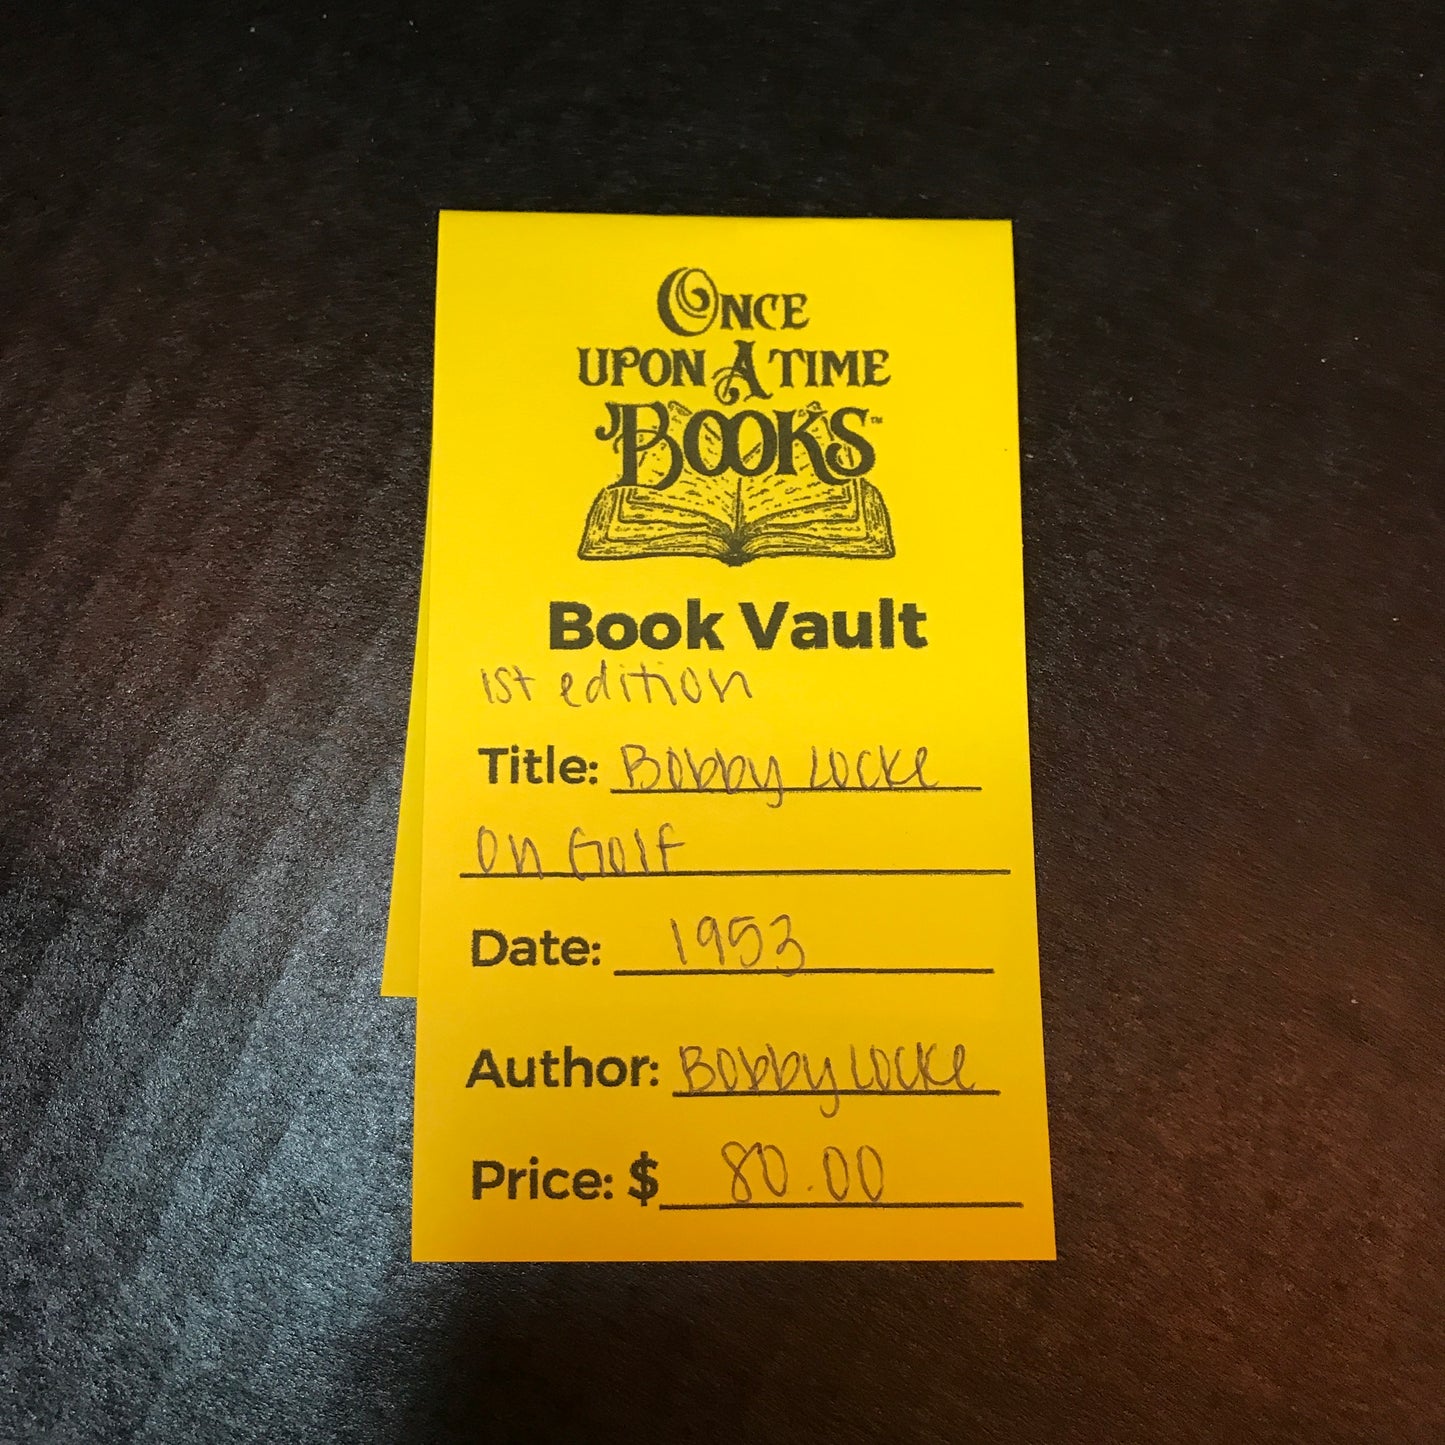 ONCE
UPON A TIME
BOOKS™
Book Vault
1st edition
Title: Bobby Locke
On Golf
Date: 1953
Author: Bobby Locke
Price: $ 80.00